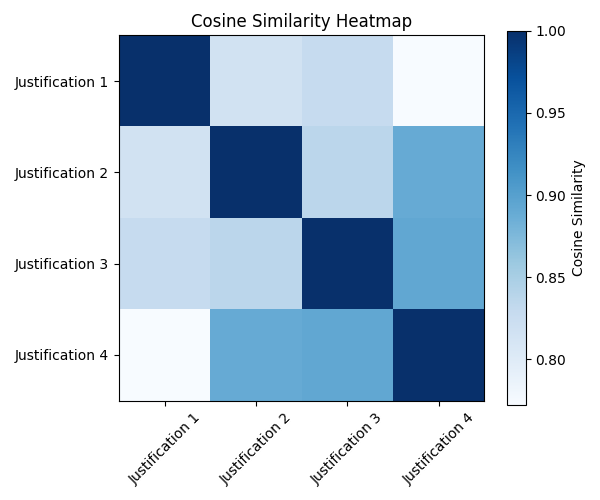 Cosine Similarity Heatmap
Justification 1
Justification 2
Justification 3
Justification 4
Justification 1
Justification 2
Justification 3
Justification 4
1.00
0.95
0.90
0.85
0.80
Cosine Similarity